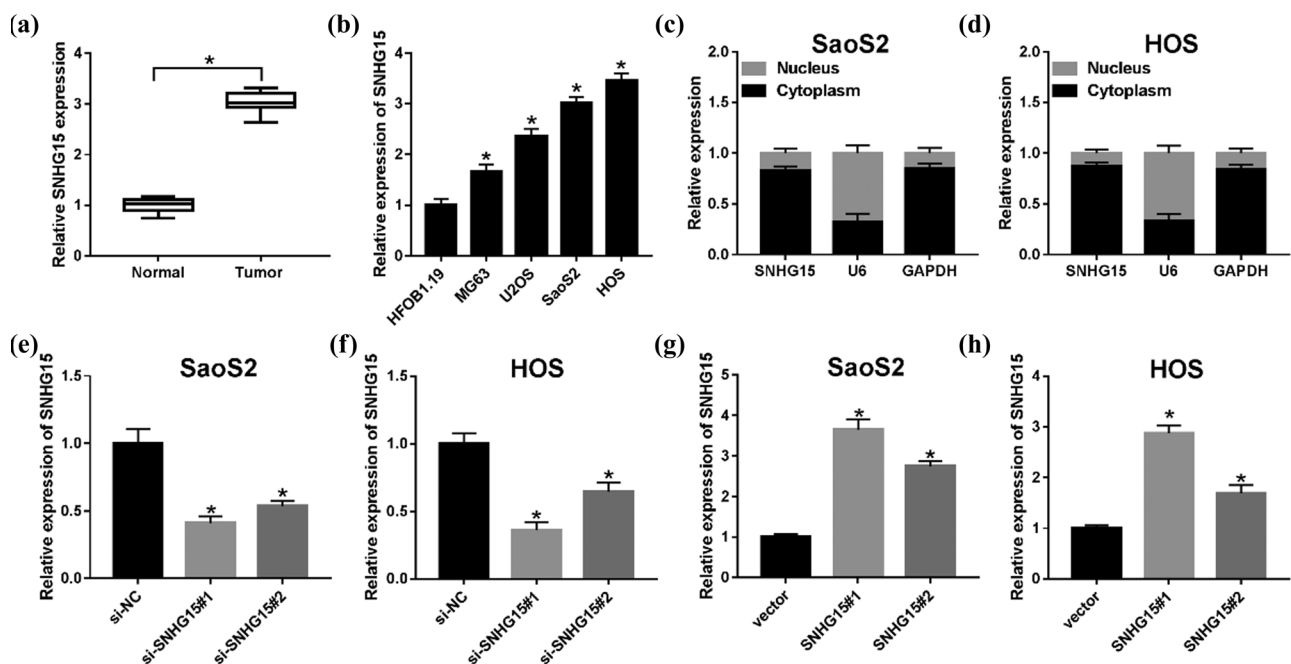 (a)
Relative SNHG15 expression
4
3
2
1
0
*
Normal Tumor
(b)
Relative expression of SNHG15
4
3
2
1
0
* * * *
HFOB1.19 MG63 U2OS SaoS2 HOS
(c)
SaoS2
Relative expression
2.0
1.5
1.0
0.5
0.0
Nucleus
Cytoplasm
SNHG15 U6 GAPDH
(d)
HOS
Relative expression
2.0
1.5
1.0
0.5
0.0
Nucleus
Cytoplasm
SNHG15 U6 GAPDH
(e)
SaoS2
Relative expression of SNHG15
1.5
1.0
0.5
0.0
* *
si-NC si-SNHG15#1 si-SNHG15#2
(f)
HOS
Relative expression of SNHG15
1.5
1.0
0.5
0.0
* *
si-NC si-SNHG15#1 si-SNHG15#2
(g)
SaoS2
Relative expression of SNHG15
5
4
3
2
1
0
* *
vector SNHG15#1 SNHG15#2
(h)
HOS
Relative expression of SNHG15
4
3
2
1
0
* *
vector SNHG15#1 SNHG15#2